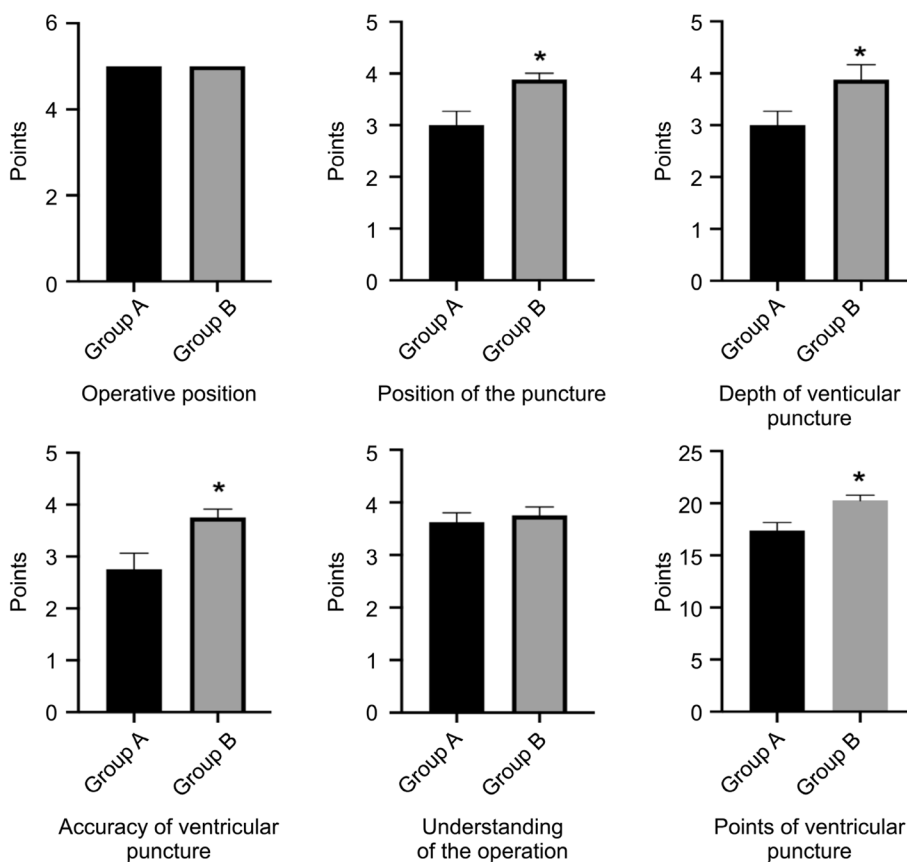 6
4
2
0
Points
Group A
Group B
Operative position
5
4
3
2
1
0
Points
*
Group A
Group B
Position of the puncture
5
4
3
2
1
0
Points
*
Group A
Group B
Depth of venticular
puncture
5
4
3
2
1
0
Points
*
Group A
Group B
Accuracy of ventricular
puncture
5
4
3
2
1
0
Points
Group A
Group B
Understanding
of the operation
25
20
15
10
5
0
Points
*
Group A
Group B
Points of ventricular
puncture